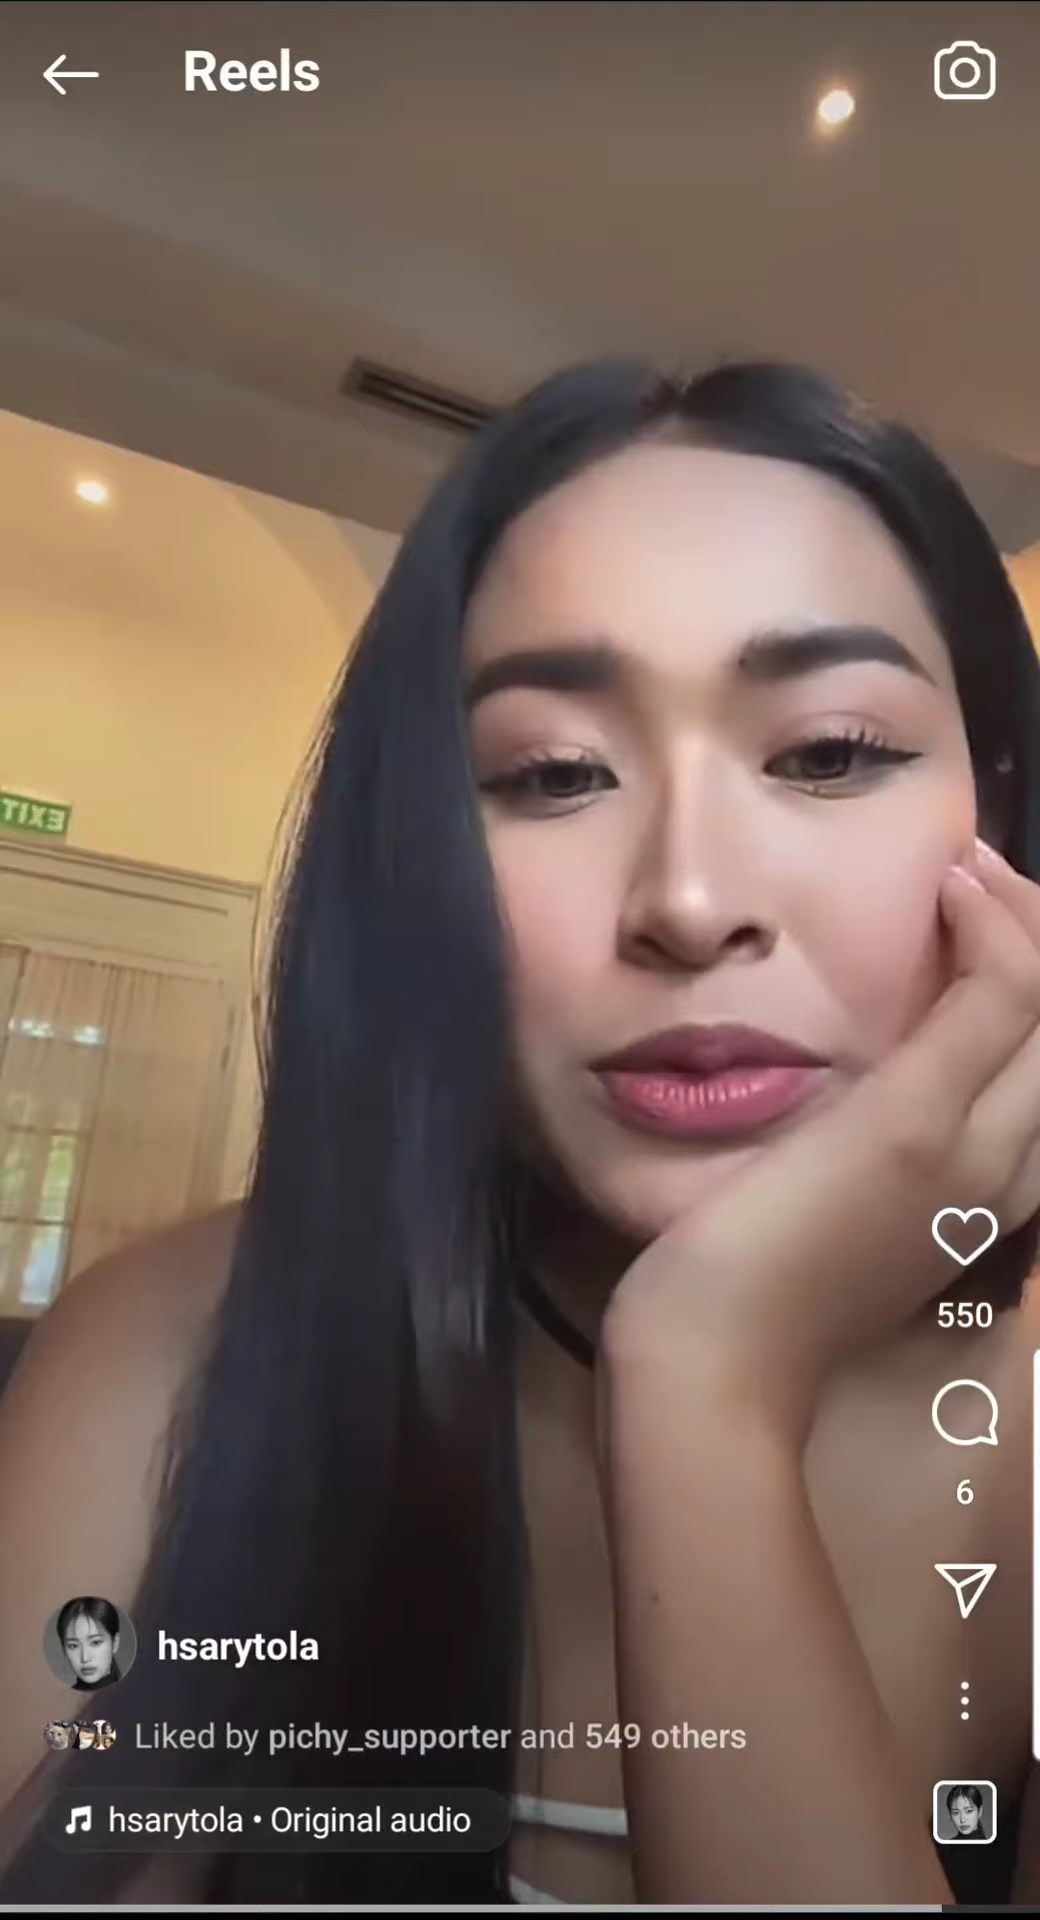 Reels
EXIT
550
6
hsarytola
Liked by pichy_supporter and 549 others
hsarytola • Original audio